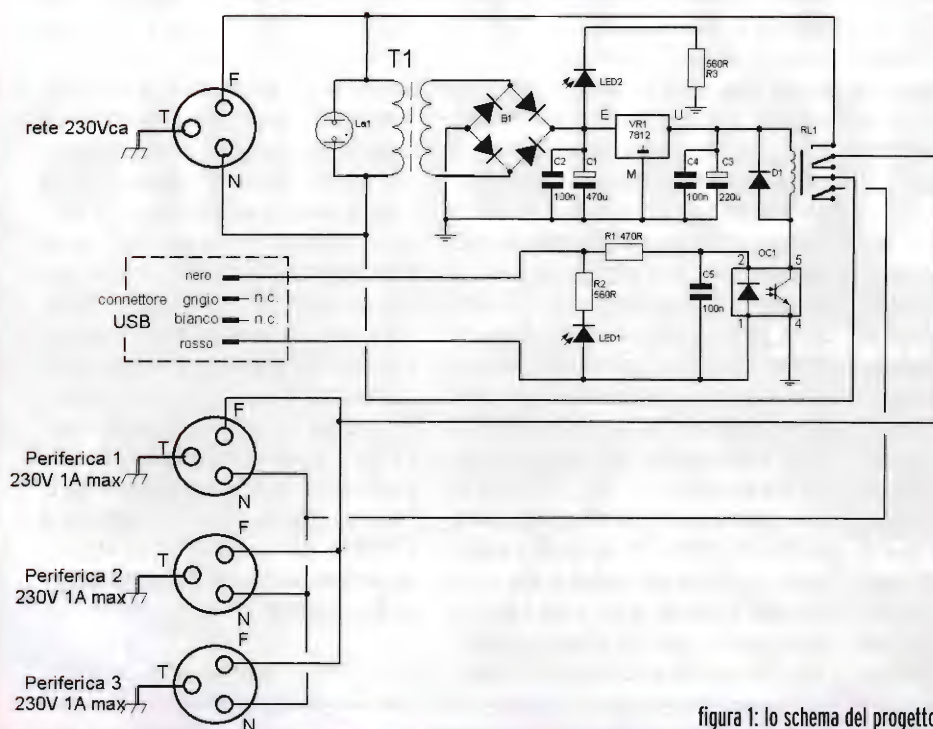 F
T
rete 230Vca
N
La1
T1
B1
LED2
560R
R3
E
U
VR1
7812
M
RL1
C2
100n
C1
470u
C4
100n
C3
220u
D1
nero
grigio
n.c.
connettore
USB
bianco
n.c.
rosso
R1 470R
R2
560R
LED1
C5
100n
OC1
2
5
1
4
F
T
Periferica 1
230V 1A max
N
F
T
Periferica 2
230V 1A max
N
F
T
Periferica 3
230V 1A max
N
figura 1: lo schema del progetto